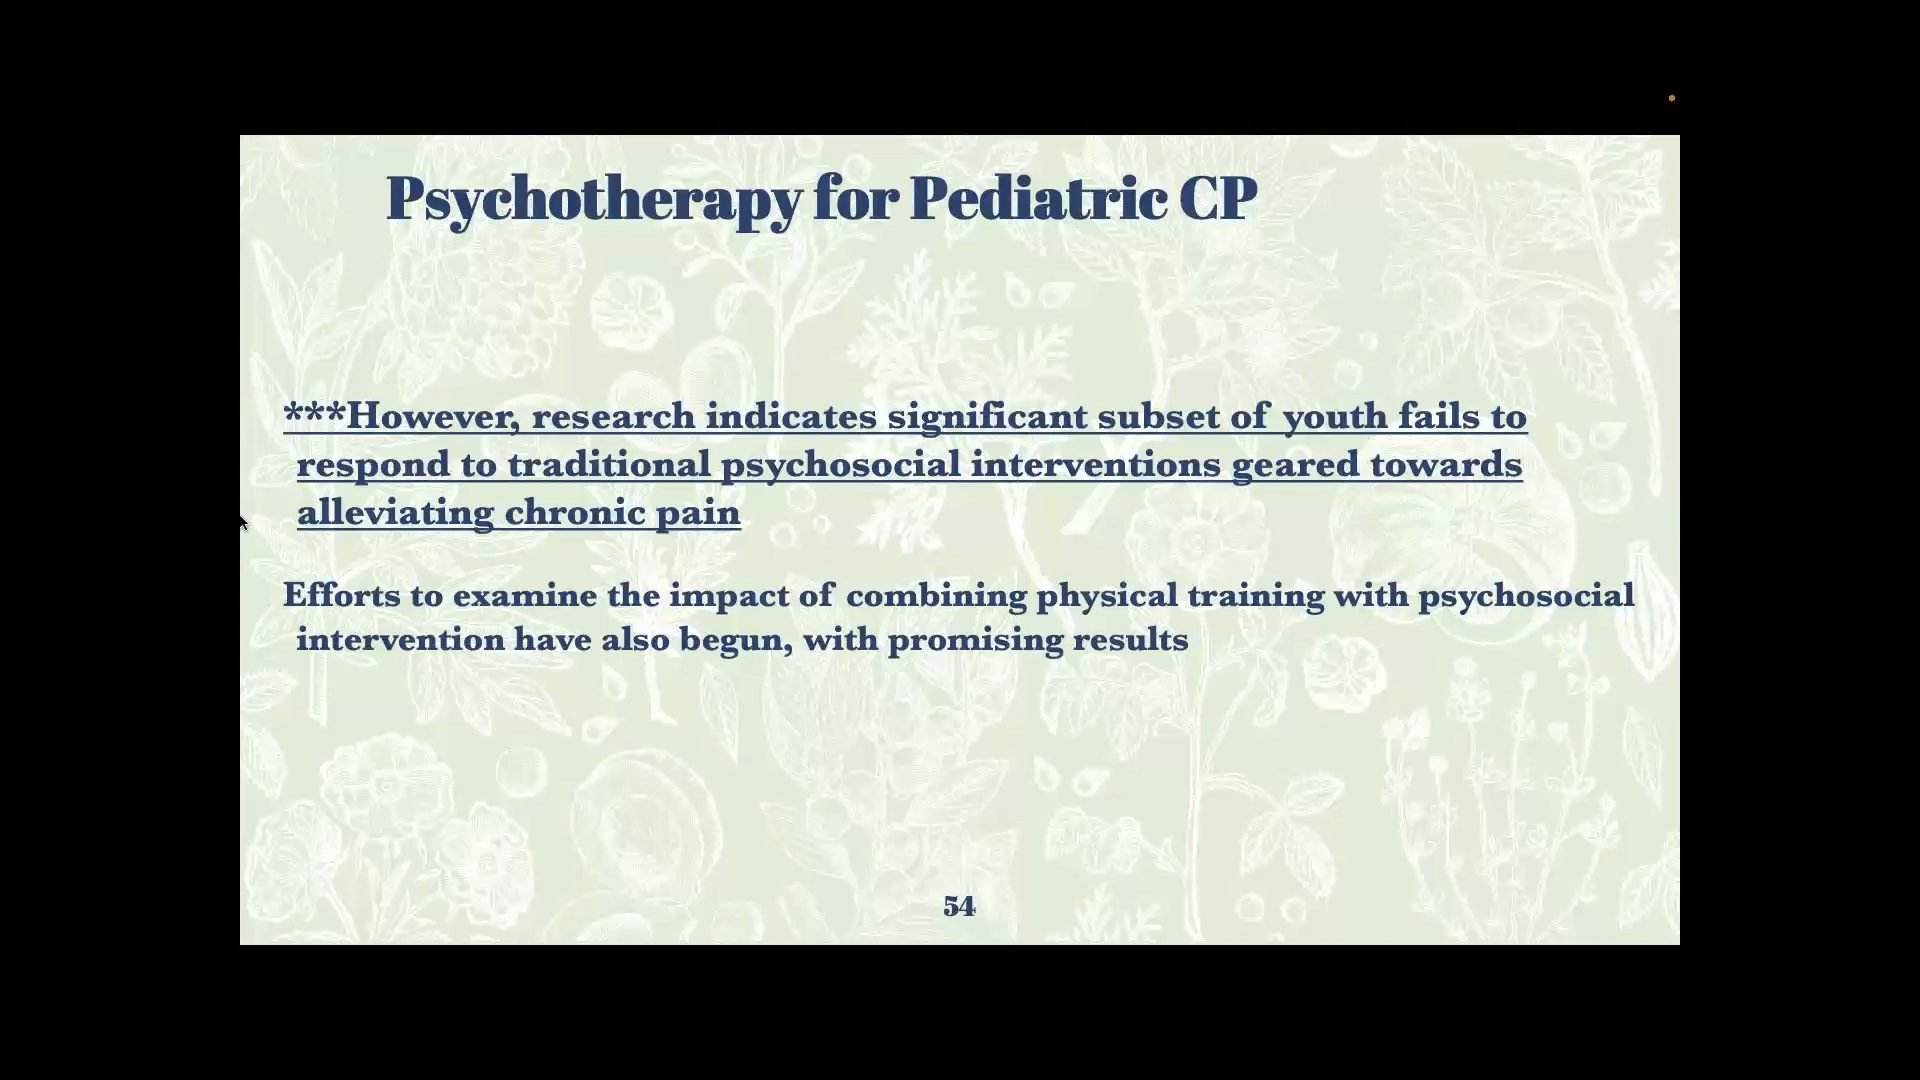 Psychotherapy for Pediatric CP
***However, research indicates significant subset of youth fails to
respond to traditional psychosocial interventions geared towards
alleviating chronic pain
Efforts to examine the impact of combining physical training with psychosocial
intervention have also begun, with promising results
54